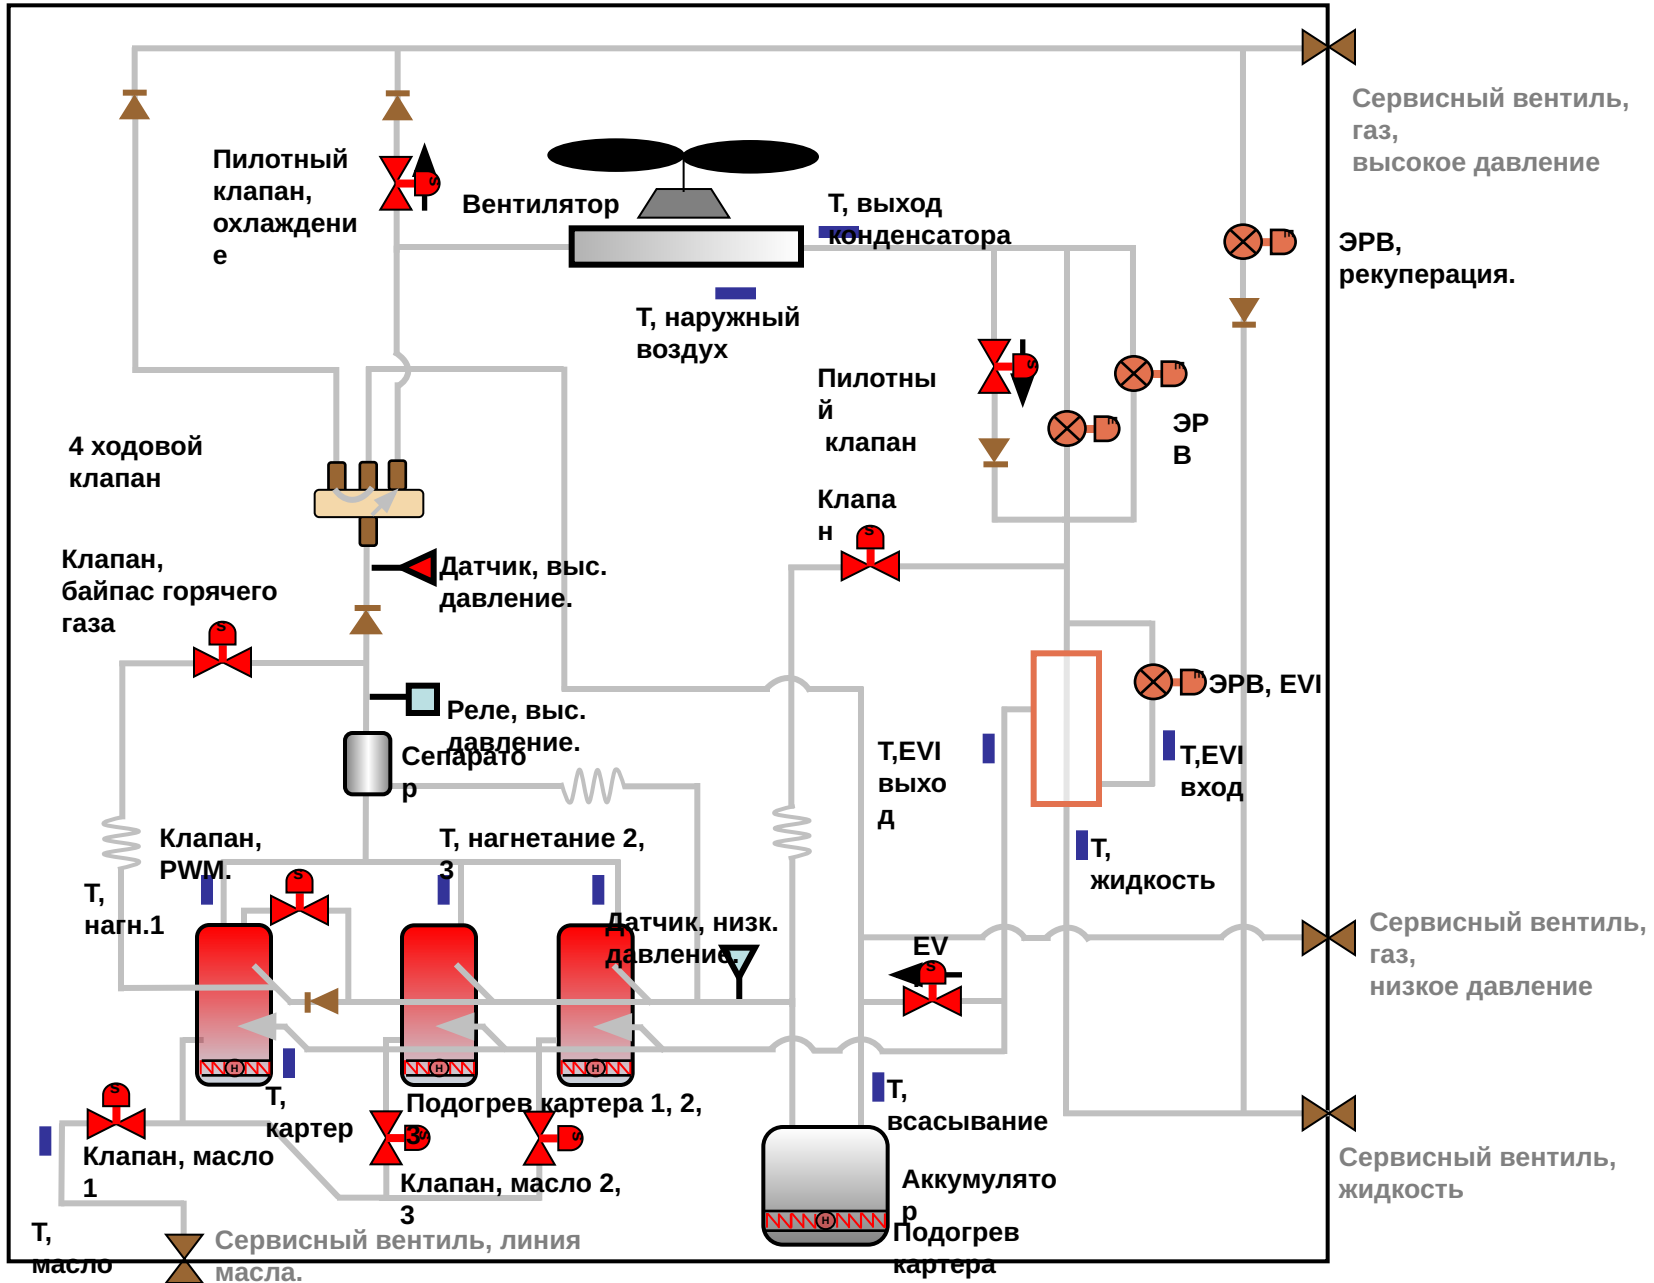 Сервисный вентиль,
газ,
высокое давление
Пилотный
клапан,
охлаждени
е
Вентилятор
Т, выход
конденсатора
ЭРВ,
рекуперация.
Т, наружный
воздух
Пилотны
й
клапан
ЭР
В
4 ходовой
клапан
Клапа
н
Клапан,
байпас горячего
газа
Датчик, выс.
давление.
Реле, выс.
давление.
Сепарато
р
ЭРВ, EVI
T,EVI
выхо
д
T,EVI
вход
Клапан,
PWM.
Т, нагнетание 2,
3
Т,
жидкость
Т,
нагн.1
Датчик, низк.
давление.
EV
Сервисный вентиль,
газ,
низкое давление
Т,
картер
Подогрев картера 1, 2,
3
Т,
всасывание
Клапан, масло
1
Клапан, масло 2,
3
Аккумулято
р
Подогрев
картера
Сервисный вентиль,
жидкость
Т,
масло
Сервисный вентиль, линия
масла.
S
S
S
S
S
S
S
S
S
E
E
E
E
H
H
H
H